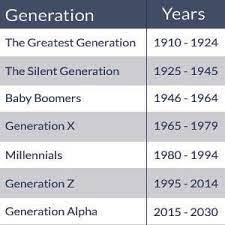 Generation Years
The Greatest Generation 1910 - 1924
The Silent Generation 1925 - 1945
Baby Boomers 1946 - 1964
Generation X 1965 - 1979
Millennials 1980 - 1994
Generation Z 1995 - 2014
Generation Alpha 2015 - 2030